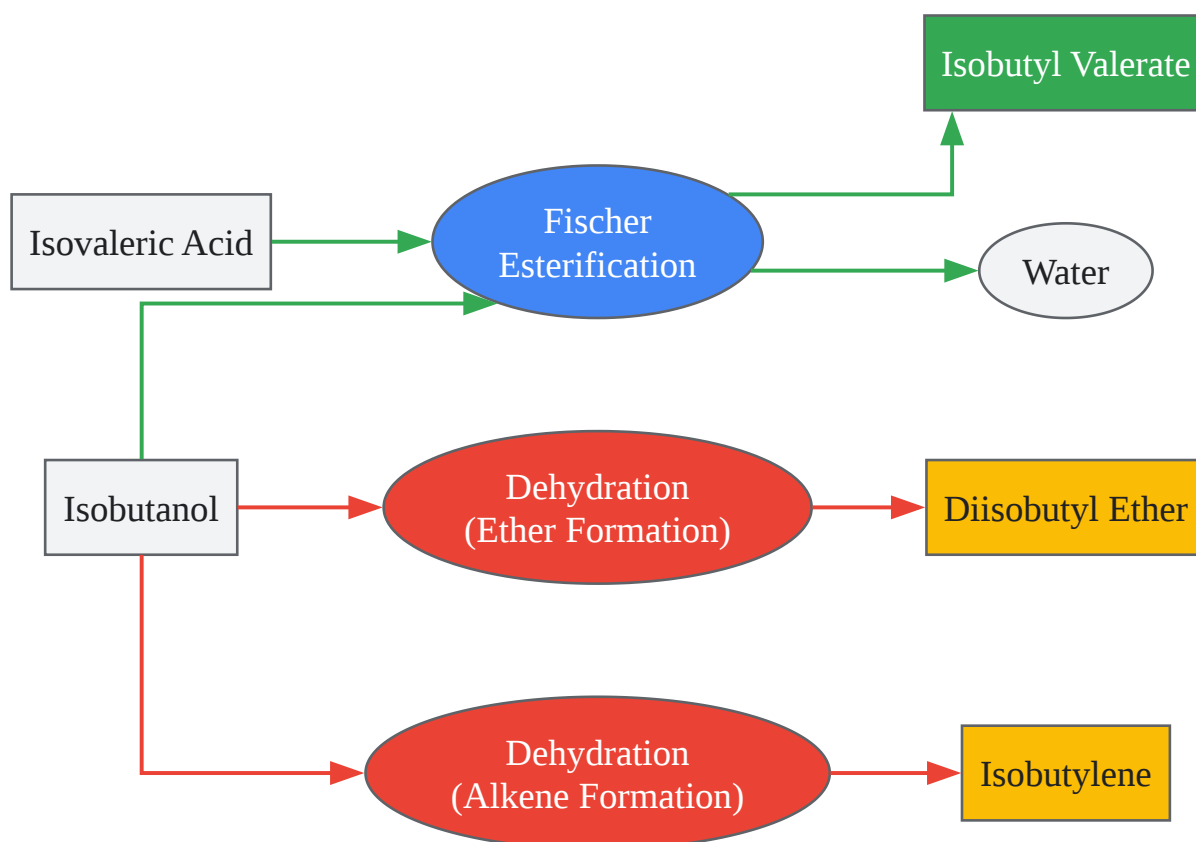 Isobutyl Valerate
Isovaleric Acid
Fischer
Esterification
Water
Isobutanol
Dehydration
(Ether Formation)
Diisobutyl Ether
Dehydration
(Alkene Formation)
Isobutylene